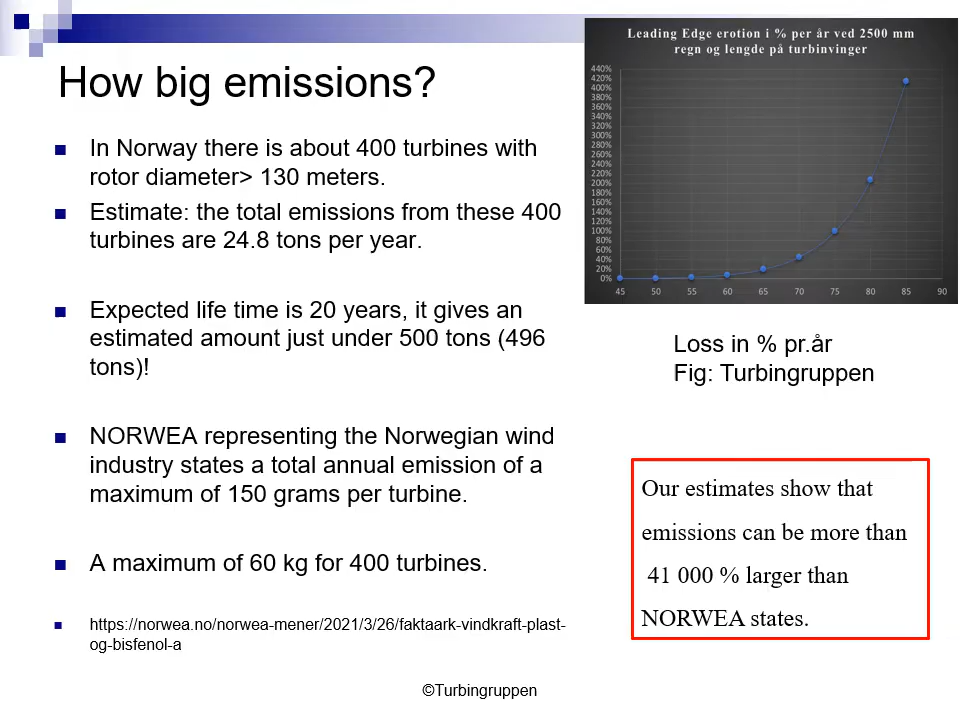 How big emissions?
In Norway there is about 400 turbines with
rotor diameter> 130 meters.
Estimate: the total emissions from these 400
turbines are 24.8 tons per year.
Expected life time is 20 years, it gives an
estimated amount just under 500 tons (496
tons)!
NORWEA representing the Norwegian wind
industry states a total annual emission of a
maximum of 150 grams per turbine.
A maximum of 60 kg for 400 turbines.
https://norwea.no/norwea-mener/2021/3/26/faktaark-vindkraft-plast-
og-bisfenol-a
Leading Edge erotion i % per år ved 2500 mm
regn og lengde på turbinvinger
440%
420%
400%
380%
360%
340%
320%
300%
280%
260%
240%
220%
200%
180%
160%
140%
120%
100%
80%
60%
40%
20%
0%
45 50 55 60 65 70 75 80 85 90
Loss in % pr.år
Fig: Turbingruppen
Our estimates show that
emissions can be more than
41 000 % larger than
NORWEA states.
©Turbingruppen